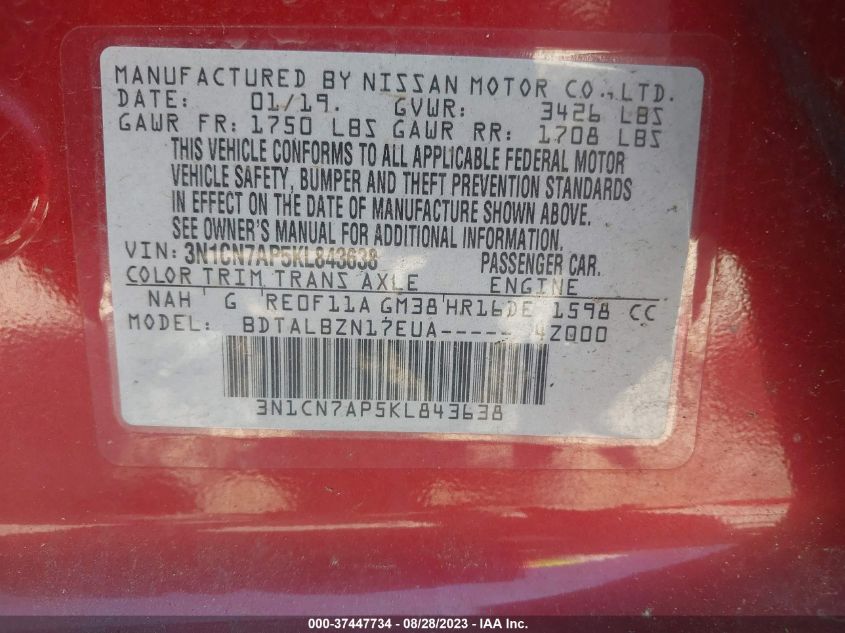 MANUFACTURED BY NISSAN MOTOR CO., LTD.
DATE: 01/19. GVWR: 3426 LBS
GAWR FR: 1750 LBS GAWR RR: 1708 LBS
THIS VEHICLE CONFORMS TO ALL APPLICABLE FEDERAL MOTOR
VEHICLE SAFETY, BUMPER AND THEFT PREVENTION STANDARDS
IN EFFECT ON THE DATE OF MANUFACTURE SHOWN ABOVE.
SEE OWNER'S MANUAL FOR ADDITIONAL INFORMATION.
VIN: 3N1CN7AP5KL843638 PASSENGER CAR.
COLOR TRIM TRANS AXLE ENGINE
NAH G RE0F11A GM38 HR16DE 1598 CC
MODEL: BDTALBZN17EUA----- 4Z000
3N1CN7AP5KL843638
000-37447734 - 08/28/2023 - IAA Inc.